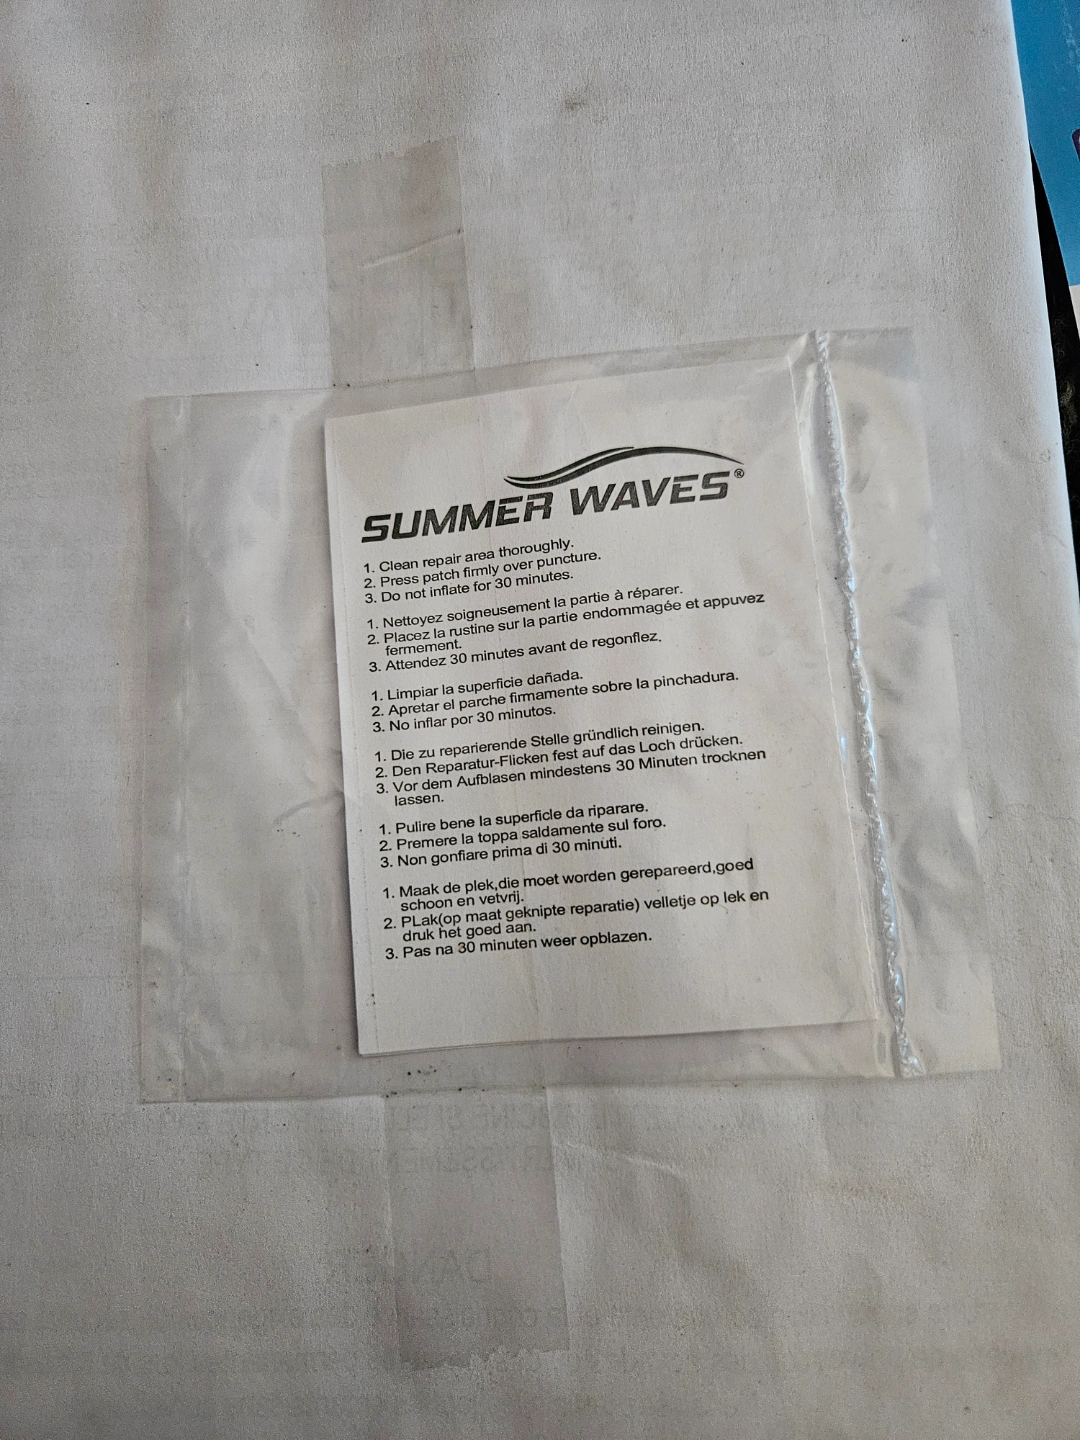 SUMMER WAVES®
1. Clean repair area thoroughly.
2. Press patch firmly over puncture.
3. Do not inflate for 30 minutes.
1. Nettoyez soigneusement la partie à réparer.
2. Placez la rustine sur la partie endommagée et appuvez
fermement.
3. Attendez 30 minutes avant de regonflez.
1. Limpiar la superficie dañada.
2. Apretar el parche firmamente sobre la pinchadura.
3. No inflar por 30 minutos.
1. Die zu reparierende Stelle gründlich reinigen.
2. Den Reparatur-Flicken fest auf das Loch drücken.
3. Vor dem Aufblasen mindestens 30 Minuten trocknen
lassen.
1. Pulire bene la superficle da riparare.
2. Premere la toppa saldamente sul foro.
3. Non gonfiare prima di 30 minuti.
1. Maak de plek,die moet worden gerepareerd,goed
schoon en vetvrij.
2. PLak(op maat geknipte reparatie) velletje op lek en
druk het goed aan.
3. Pas na 30 minuten weer opblazen.